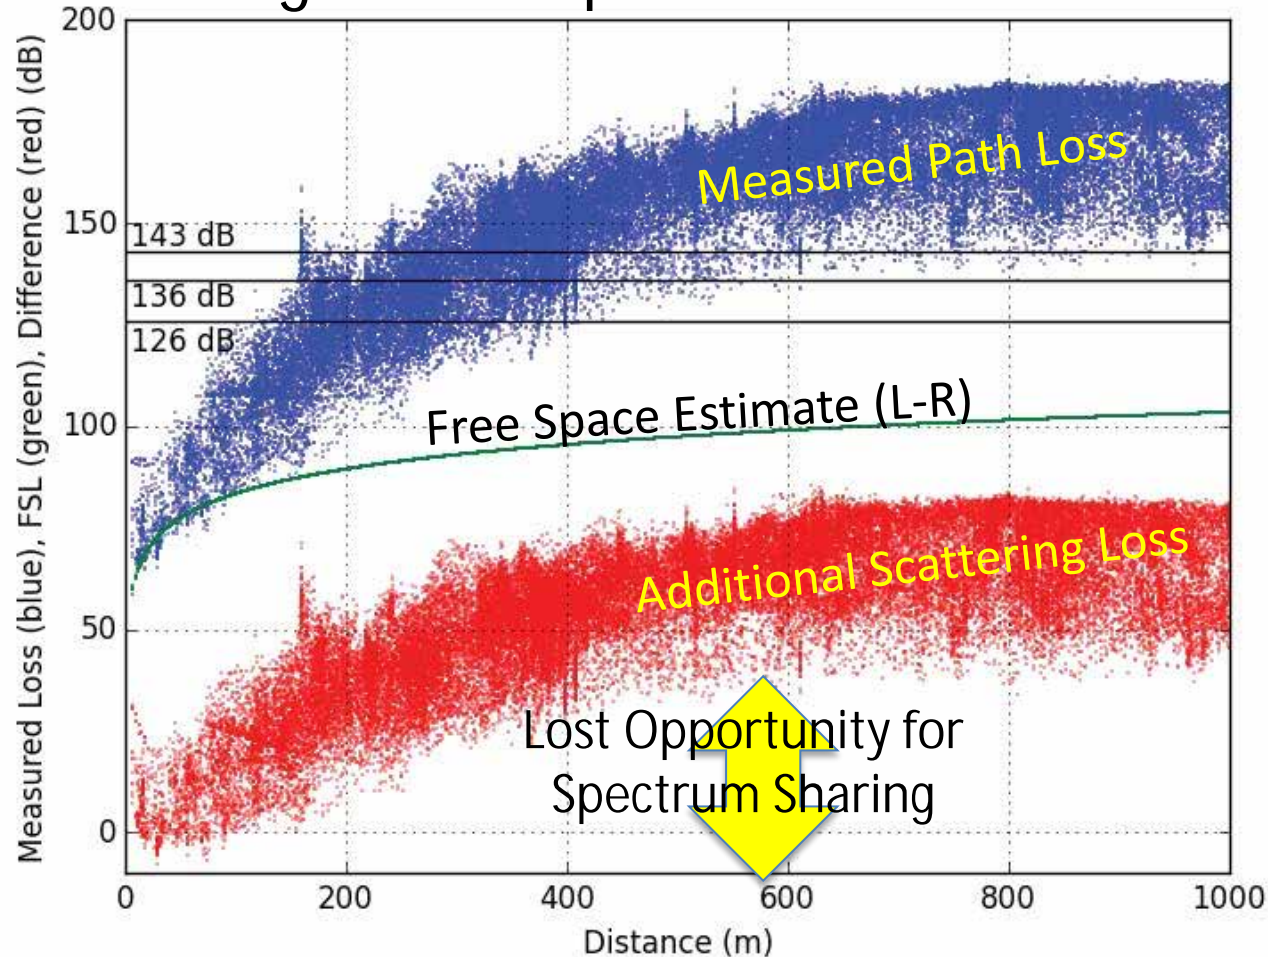 Measured Loss (blue), FSL (green), Difference (red) (dB)
200
150
100
50
0
143 dB
136 dB
126 dB
Measured Path Loss
Free Space Estimate (L-R)
Additional Scattering Loss
Lost Opportunity for
Spectrum Sharing
0
200
400
600
800
1000
Distance (m)